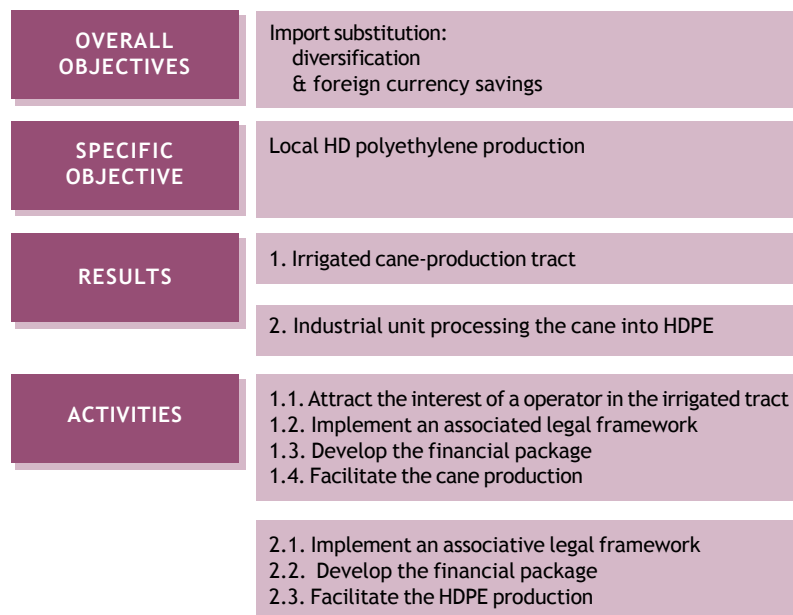 OVERALL
OBJECTIVES
Import substitution:
diversification
& foreign currency savings
SPECIFIC
OBJECTIVE
Local HD polyethylene production
RESULTS
1. Irrigated cane-production tract
2. Industrial unit processing the cane into HDPE
ACTIVITIES
1.1. Attract the interest of a operator in the irrigated tract
1.2. Implement an associated legal framework
1.3. Develop the financial package
1.4. Facilitate the cane production
2.1. Implement an associative legal framework
2.2. Develop the financial package
2.3. Facilitate the HDPE production